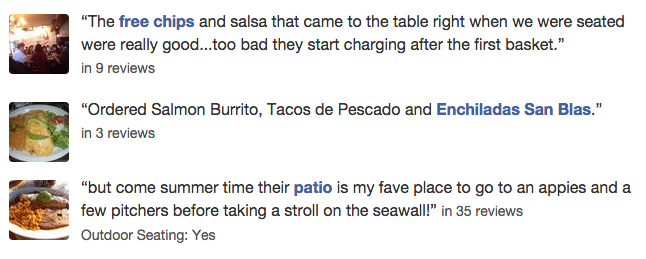 “The free chips and salsa that came to the table right when we were seated
were really good...too bad they start charging after the first basket.”
in 9 reviews
“Ordered Salmon Burrito, Tacos de Pescado and Enchiladas San Blas.”
in 3 reviews
“but come summer time their patio is my fave place to go to an appies and a
few pitchers before taking a stroll on the seawall!” in 35 reviews
Outdoor Seating: Yes